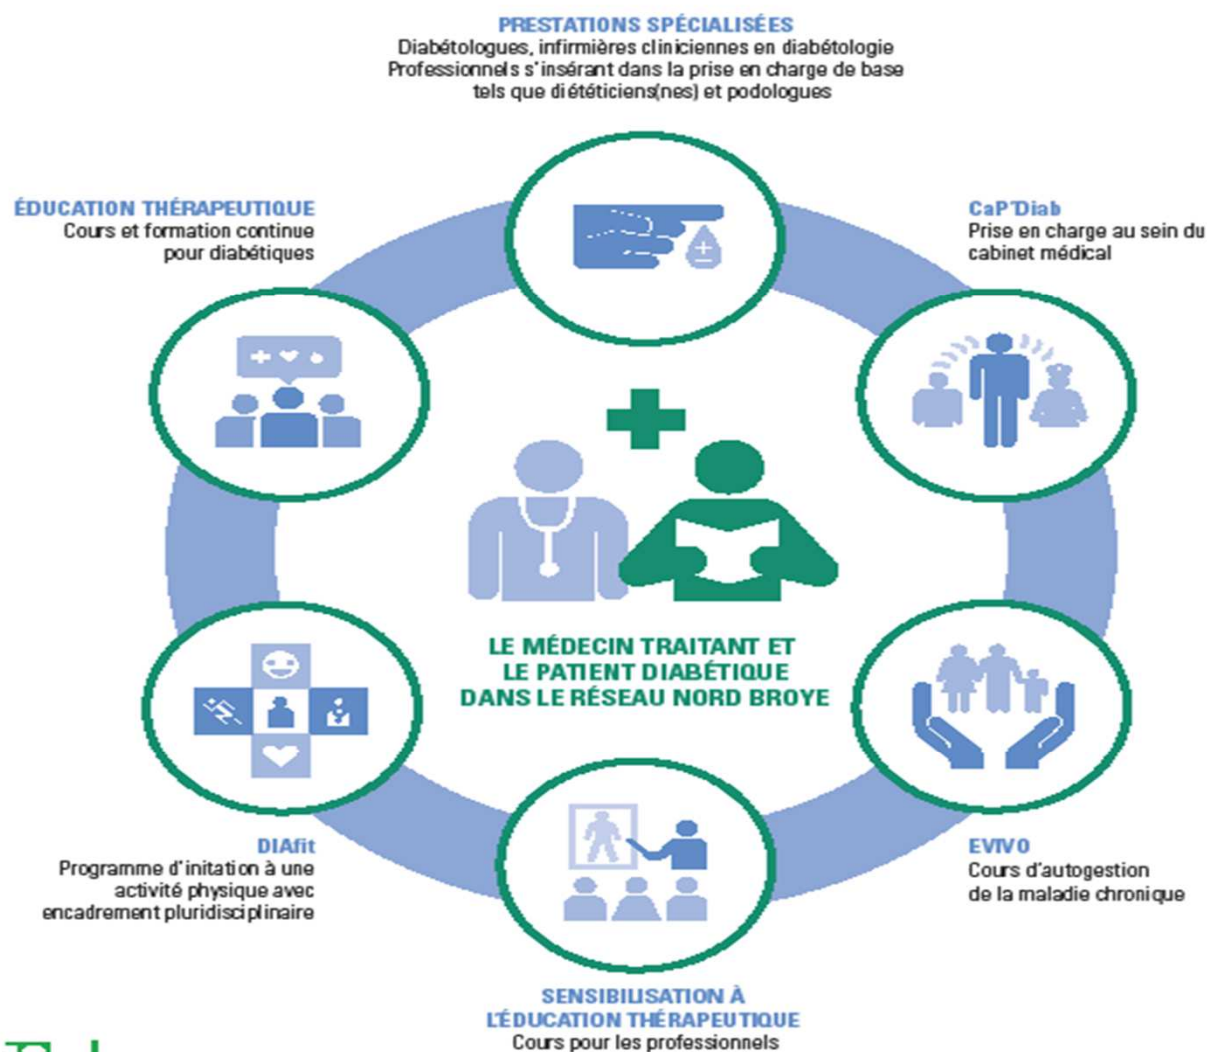 PRESTATIONS SPÉCIALISÉES
Diabétologues, infirmières cliniciennes en diabétologie
Professionnels s'insérant dans la prise en charge de base
tels que diététiciens(nes) et podologues
ÉDUCATION THÉRAPEUTIQUE
Cours et formation continue
pour diabétiques
CaP'Diab
Prise en charge au sein du
cabinet médical
LE MÉDECIN TRAITANT ET
LE PATIENT DIABÉTIQUE
DANS LE RÉSEAU NORD BROYE
DIAfit
Programme d'initation à une
activité physique avec
encadrement pluridisciplinaire
EVIVO
Cours d'autogestion
de la maladie chronique
SENSIBILISATION À
L'ÉDUCATION THÉRAPEUTIQUE
Cours pour les professionnels